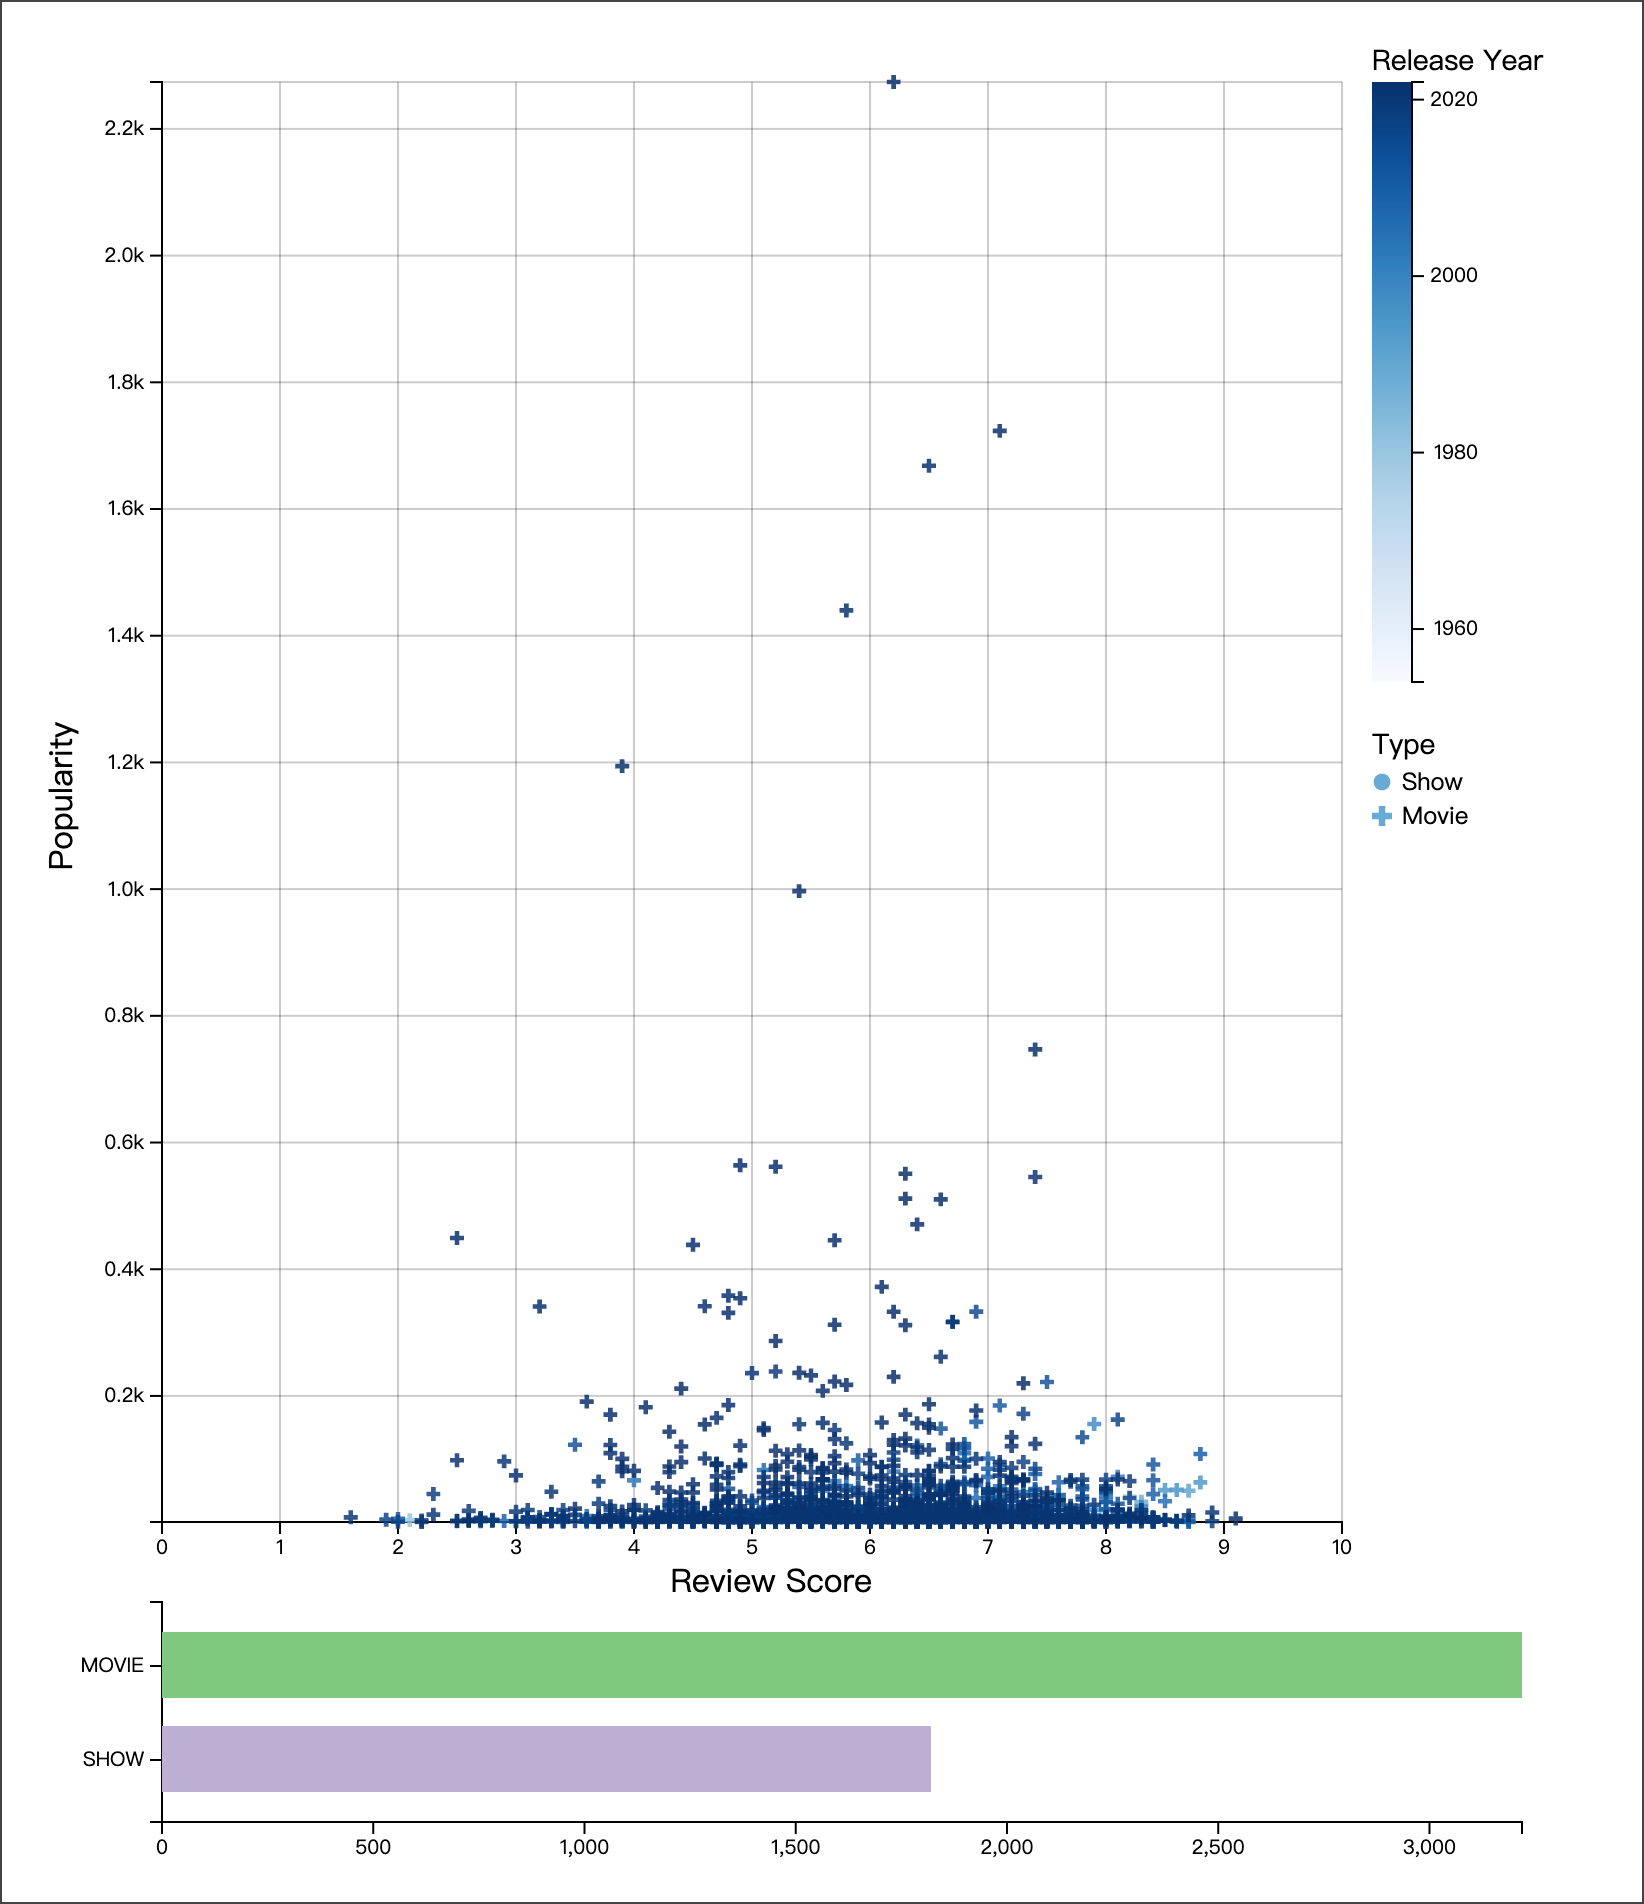 Release Year
2020
2000
1980
1960
Type
Show
Movie
Popularity
2.2k
2.0k
1.8k
1.6k
1.4k
1.2k
1.0k
0.8k
0.6k
0.4k
0.2k
0 1 2 3 4 5 6 7 8 9 10
Review Score
MOVIE
SHOW
0 500 1,000 1,500 2,000 2,500 3,000